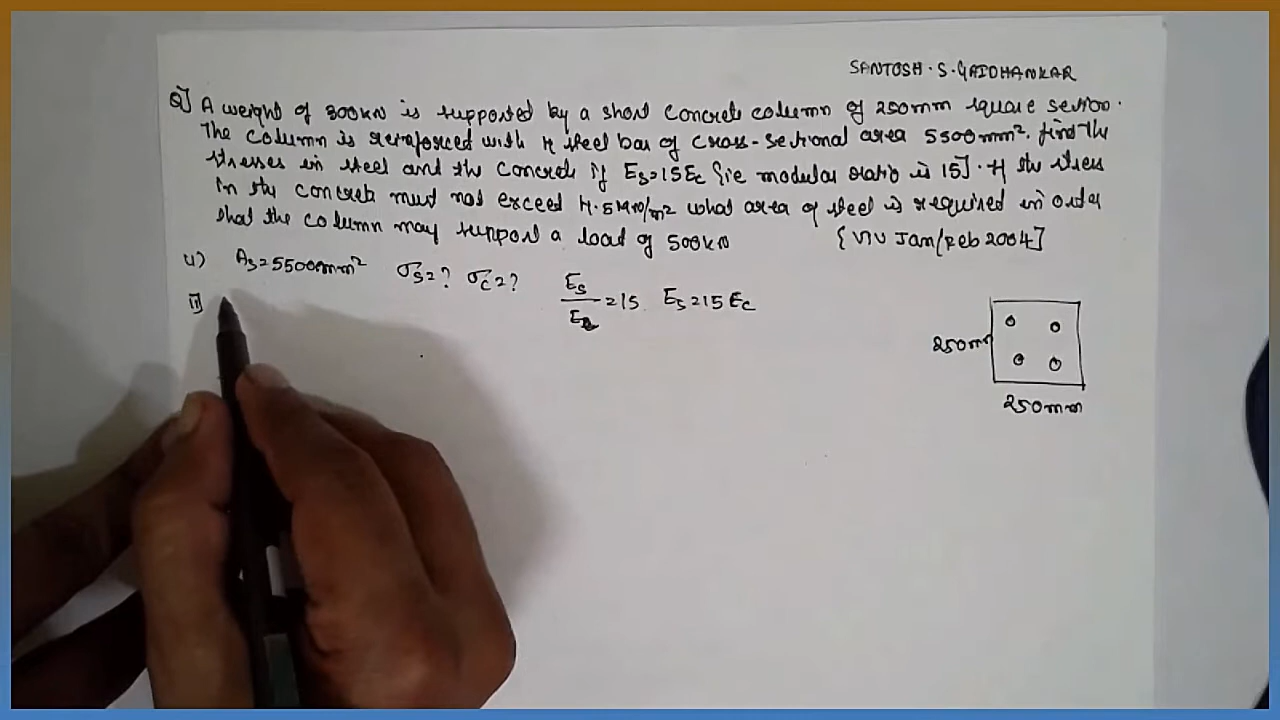 SANTOSH.S.GAIDHANKAR
Q] A weight of 300kN is supported by a short concrete column of 250mm square section.
The column is reinforced with 4 steel bar of cross-sectional area 5500mm². find the
stresses in steel and the concrete if Es=15Ec {ie modular ratio is 15]. If the stress
in the concrete must not exceed 4.5MN/m² what area of steel is required in order
that the column may support a load of 500kN {VTU Jan/Feb 2004]
i) As=5500mm² σs=? σc=? Es/Ec=15. Es=15Ec
ii]
250mm
250mm